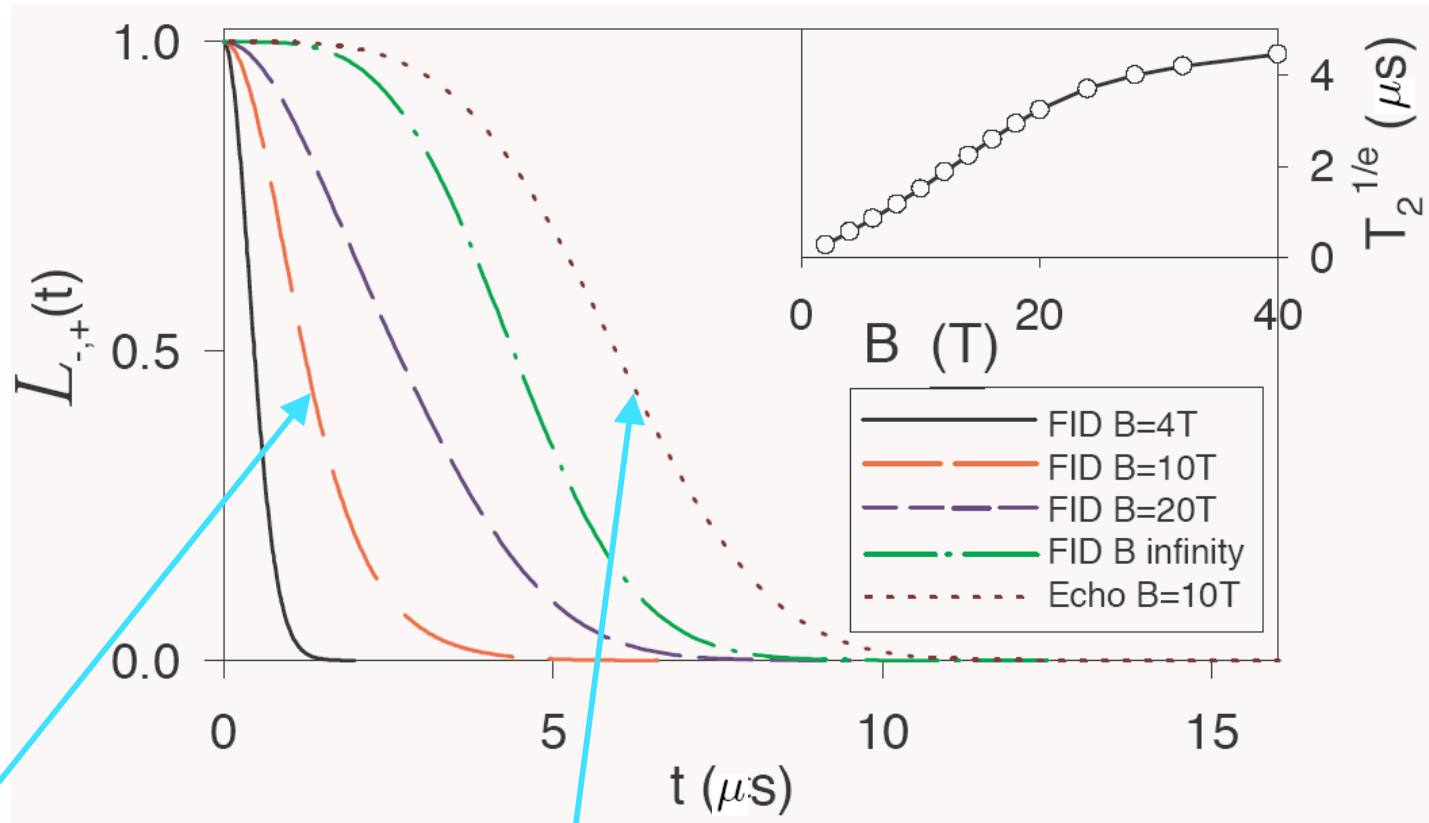 1.0
0.5
0.0
L-,+(t)
0
5
10
15
t (μs)
4
2
0
T2 1/e (μs)
0
20
40
B (T)
FID B=4T
FID B=10T
FID B=20T
FID B infinity
Echo B=10T